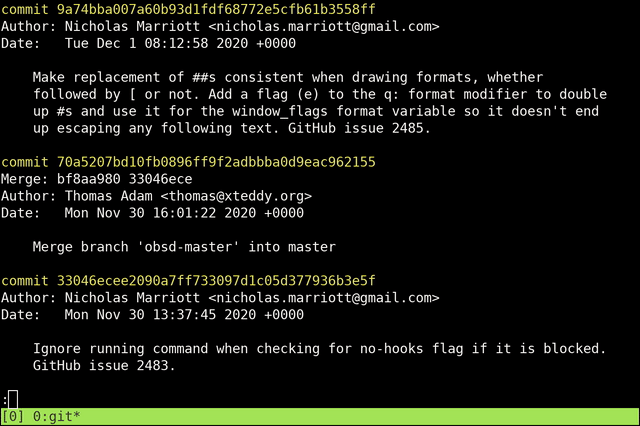 commit 9a74bba007a60b93d1fdf68772e5cfb61b3558ff
Author: Nicholas Marriott <nicholas.marriott@gmail.com>
Date:   Tue Dec 1 08:12:58 2020 +0000
    Make replacement of ##s consistent when drawing formats, whether
    followed by [ or not. Add a flag (e) to the q: format modifier to double
    up #s and use it for the window_flags format variable so it doesn't end
    up escaping any following text. GitHub issue 2485.
commit 70a5207bd10fb0896ff9f2adbbba0d9eac962155
Merge: bf8aa980 33046ece
Author: Thomas Adam <thomas@xteddy.org>
Date:   Mon Nov 30 16:01:22 2020 +0000
    Merge branch 'obsd-master' into master
commit 33046ecee2090a7ff733097d1c05d377936b3e5f
Author: Nicholas Marriott <nicholas.marriott@gmail.com>
Date:   Mon Nov 30 13:37:45 2020 +0000
    Ignore running command when checking for no-hooks flag if it is blocked.
    GitHub issue 2483.
:
[0] 0:git*